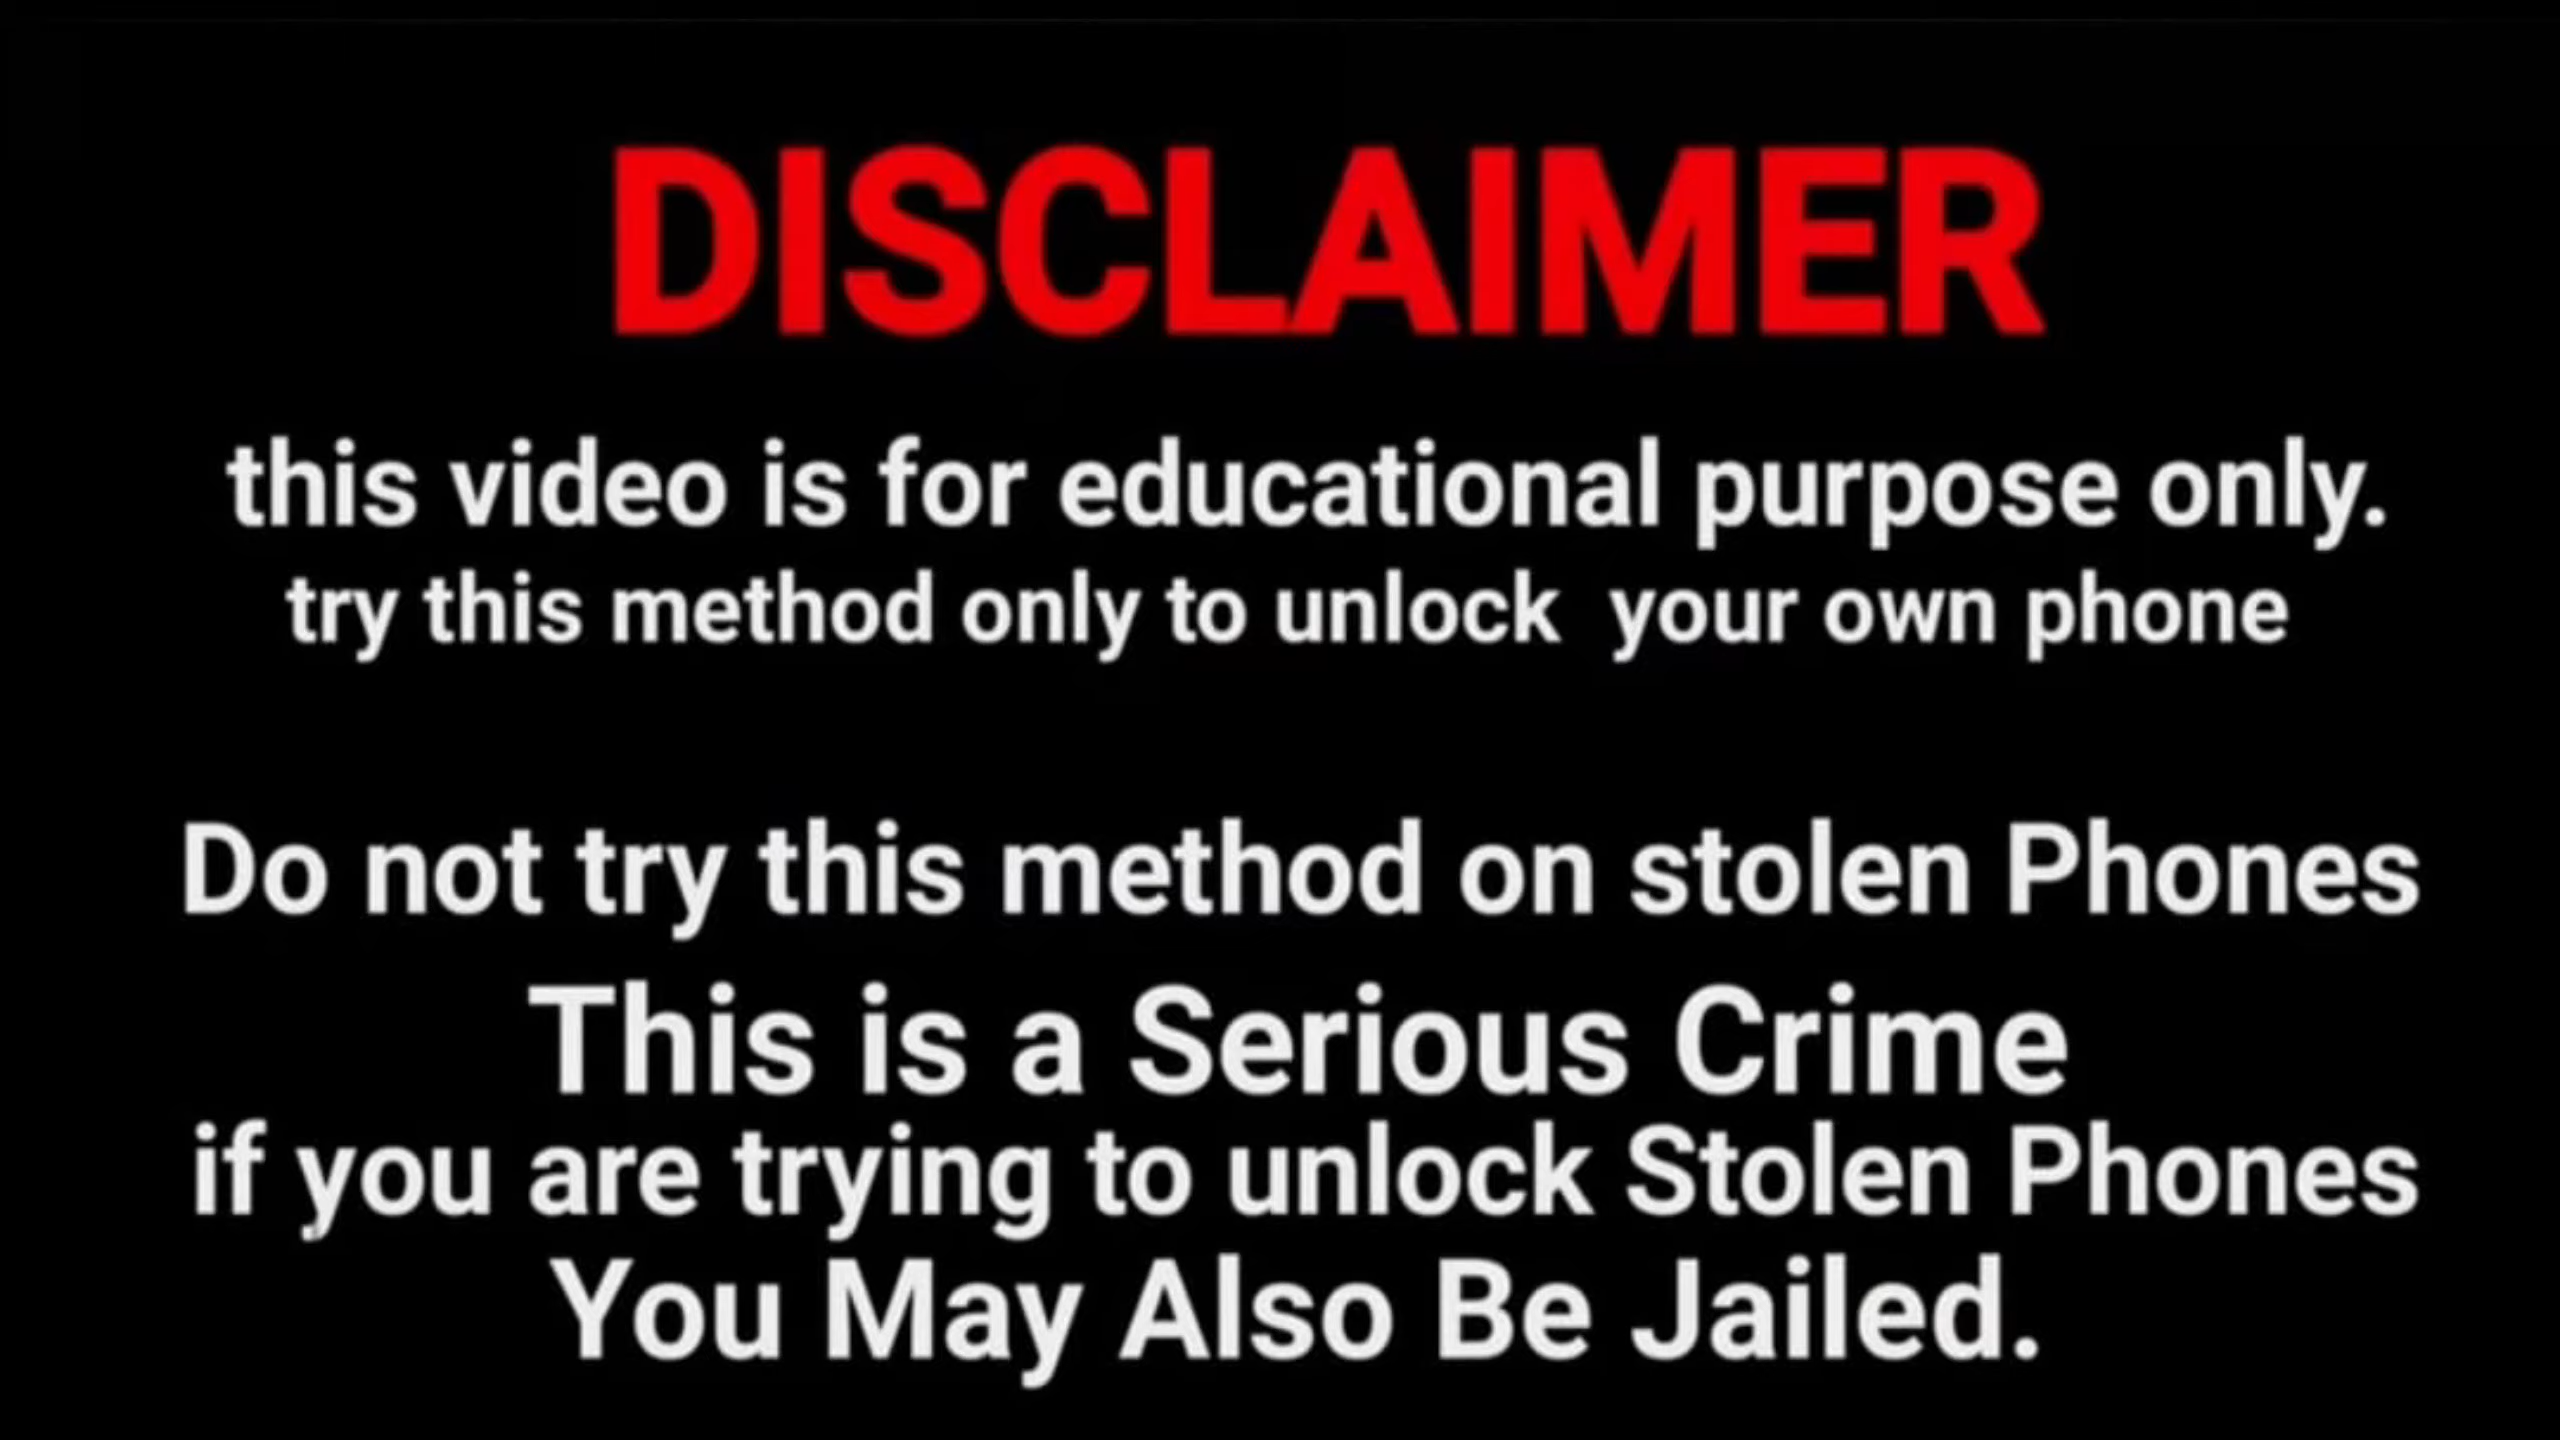 DISCLAIMER
this video is for educational purpose only.
try this method only to unlock  your own phone
Do not try this method on stolen Phones
This is a Serious Crime
if you are trying to unlock Stolen Phones
You May Also Be Jailed.